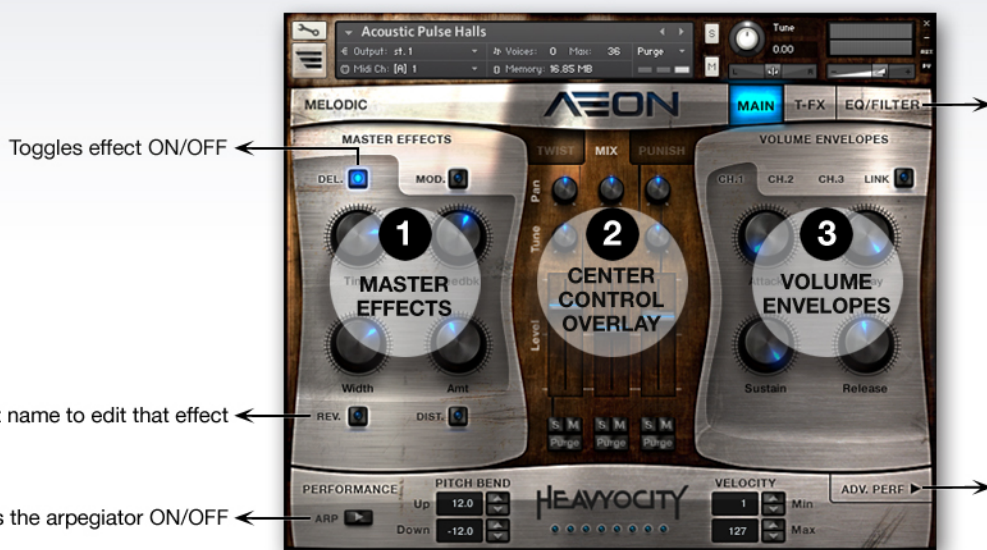 Acoustic Pulse Halls
Output: st. 1
Voices: 0 Max: 36
Purge
Midi Ch: [A] 1
Memory: 16.85 MB
S
M
Tune
0.00
L
R
MELODIC
ÆON
MAIN
T-FX
EQ/FILTER
Toggles effect ON/OFF
MASTER EFFECTS
DEL.
MOD.
TWIST
MIX
PUNISH
VOLUME ENVELOPES
CH.1
CH.2
CH.3
LINK
Pan
Tune
Level
1
MASTER
EFFECTS
2
CENTER
CONTROL
OVERLAY
3
VOLUME
ENVELOPES
Width
Amt
Attack
Sustain
Release
name to edit that effect
REV.
DIST.
S M
S M
S M
Purge
Purge
Purge
the arpegiator ON/OFF
PERFORMANCE
ARP
PITCH BEND
Up 12.0
Down -12.0
HEAVYOCITY
VELOCITY
1 Min
127 Max
ADV. PERF